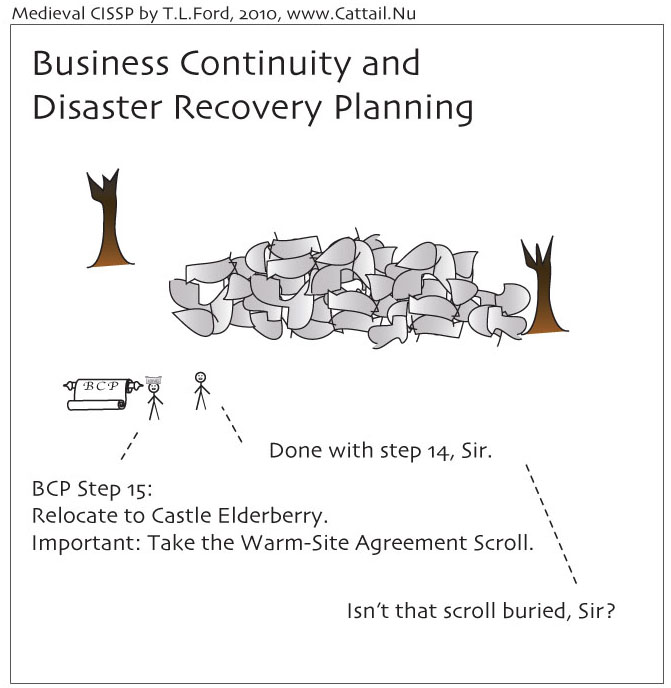 Medieval CISSP by T.L.Ford, 2010, www.Cattail.Nu
Business Continuity and
Disaster Recovery Planning
BCP
Done with step 14, Sir.
BCP Step 15:
Relocate to Castle Elderberry.
Important: Take the Warm-Site Agreement Scroll.
Isn't that scroll buried, Sir?